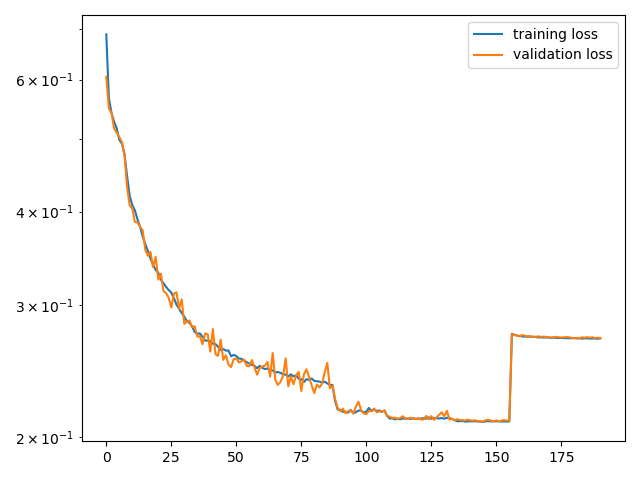 training loss
validation loss
6 × 10⁻¹
4 × 10⁻¹
3 × 10⁻¹
2 × 10⁻¹
0 25 50 75 100 125 150 175